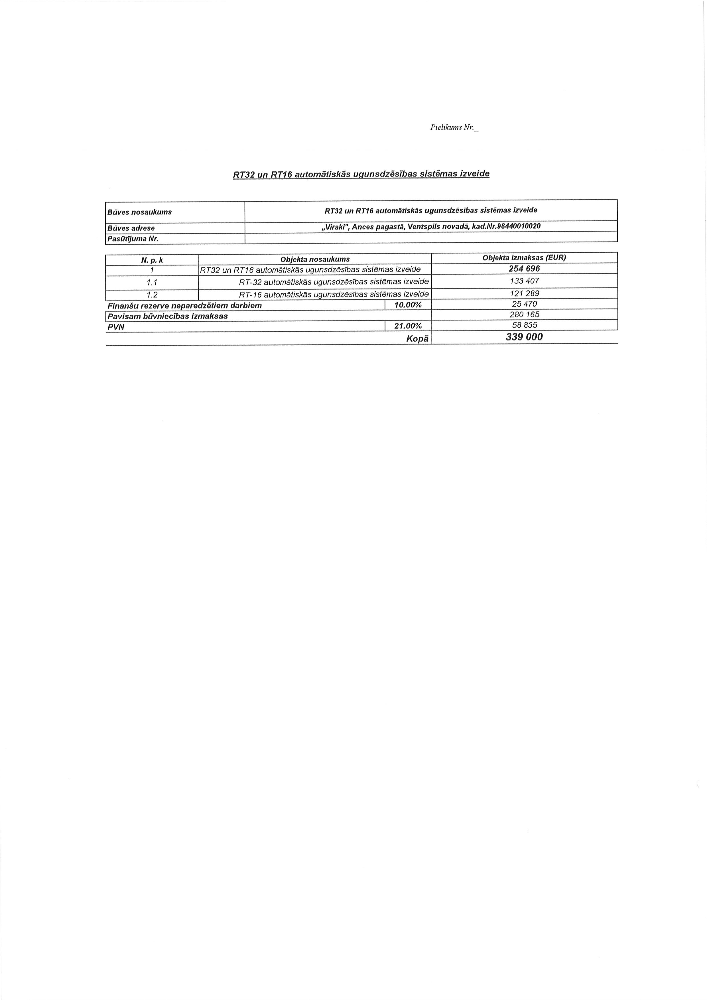 Pielikums Nr._
RT32 un RT16 automātiskās ugunsdzēsības sistēmas izveide
Būves nosaukums RT32 un RT16 automātiskās ugunsdzēsības sistēmas izveide
Būves adrese „Viraki", Ances pagastā, Ventspils novadā, kad.Nr.98440010020
Pasūtījuma Nr.
N. p. k Objekta nosaukums Objekta izmaksas (EUR)
1 RT32 un RT16 automātiskās ugunsdzēsības sistēmas izveide 254 696
1.1 RT-32 automātiskās ugunsdzēsības sistēmas izveide 133 407
1.2 RT-16 automātiskās ugunsdzēsības sistēmas izveide 121 289
Finanšu rezerve neparedzētiem darbiem 10.00% 25 470
Pavisam būvniecības izmaksas 280 165
PVN 21.00% 58 835
Kopā 339 000